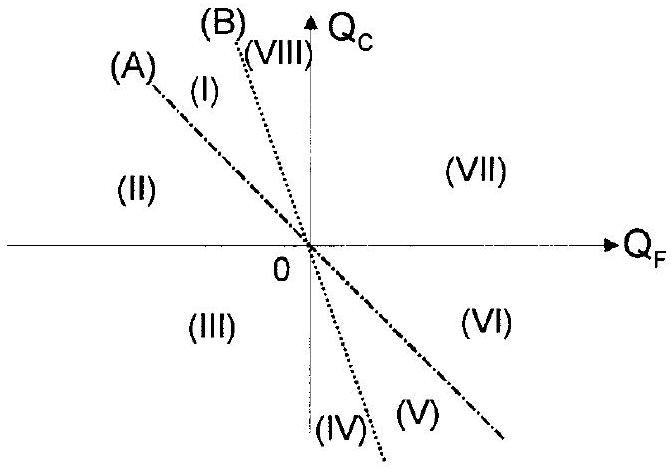 (B) Q_C
(VIII)
(A)
(I)
(VII)
(II)
Q_F
0
(III)
(VI)
(V)
(IV)